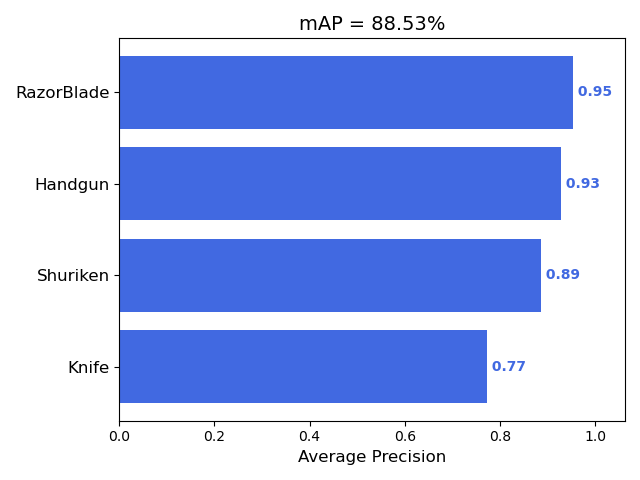 mAP = 88.53%
RazorBlade 0.95
Handgun 0.93
Shuriken 0.89
Knife 0.77
0.0 0.2 0.4 0.6 0.8 1.0
Average Precision